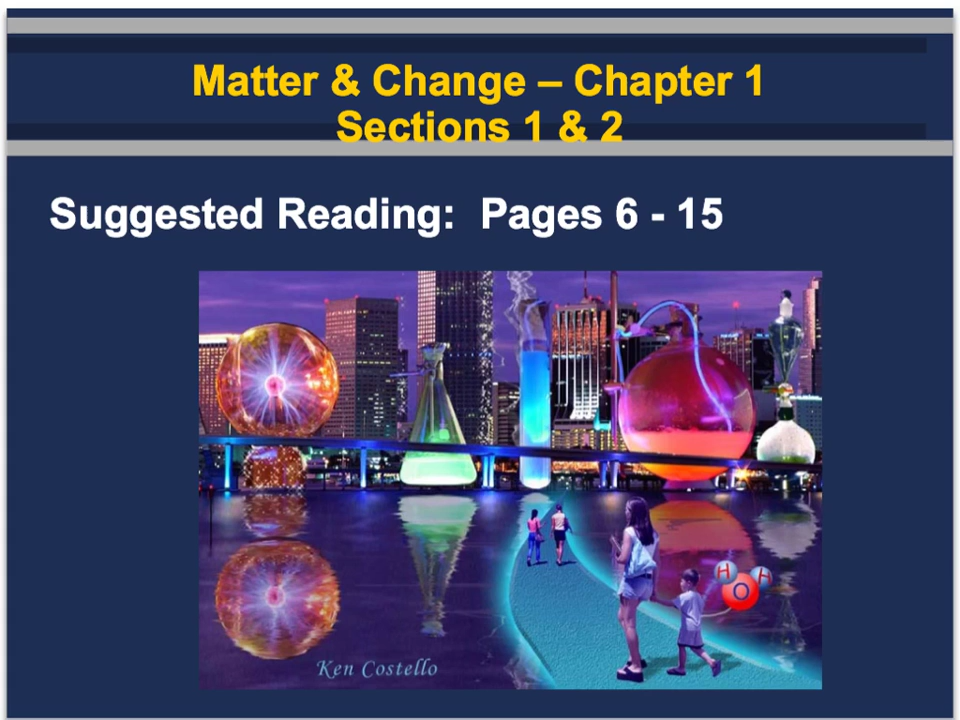 Matter & Change – Chapter 1
Sections 1 & 2
Suggested Reading:  Pages 6 - 15
H H
O
Ken Costello